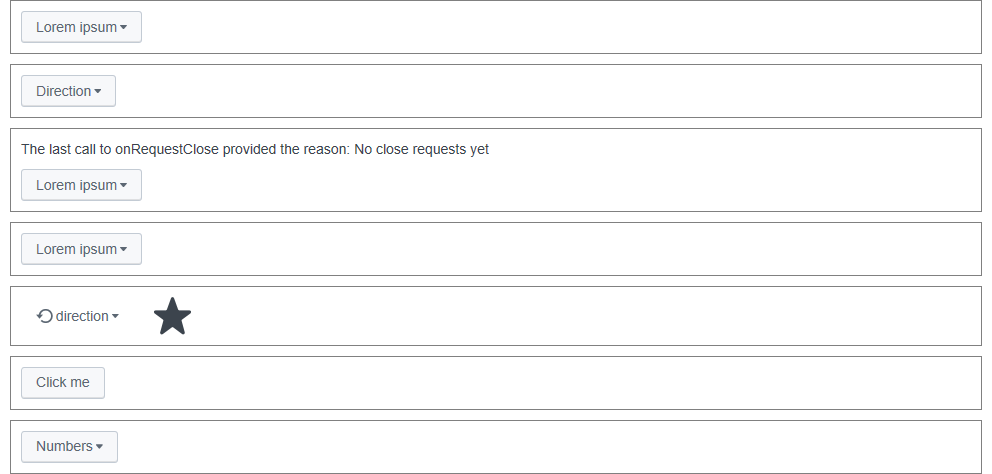 Lorem ipsum
Direction
The last call to onRequestClose provided the reason: No close requests yet
Lorem ipsum
Lorem ipsum
direction
Click me
Numbers